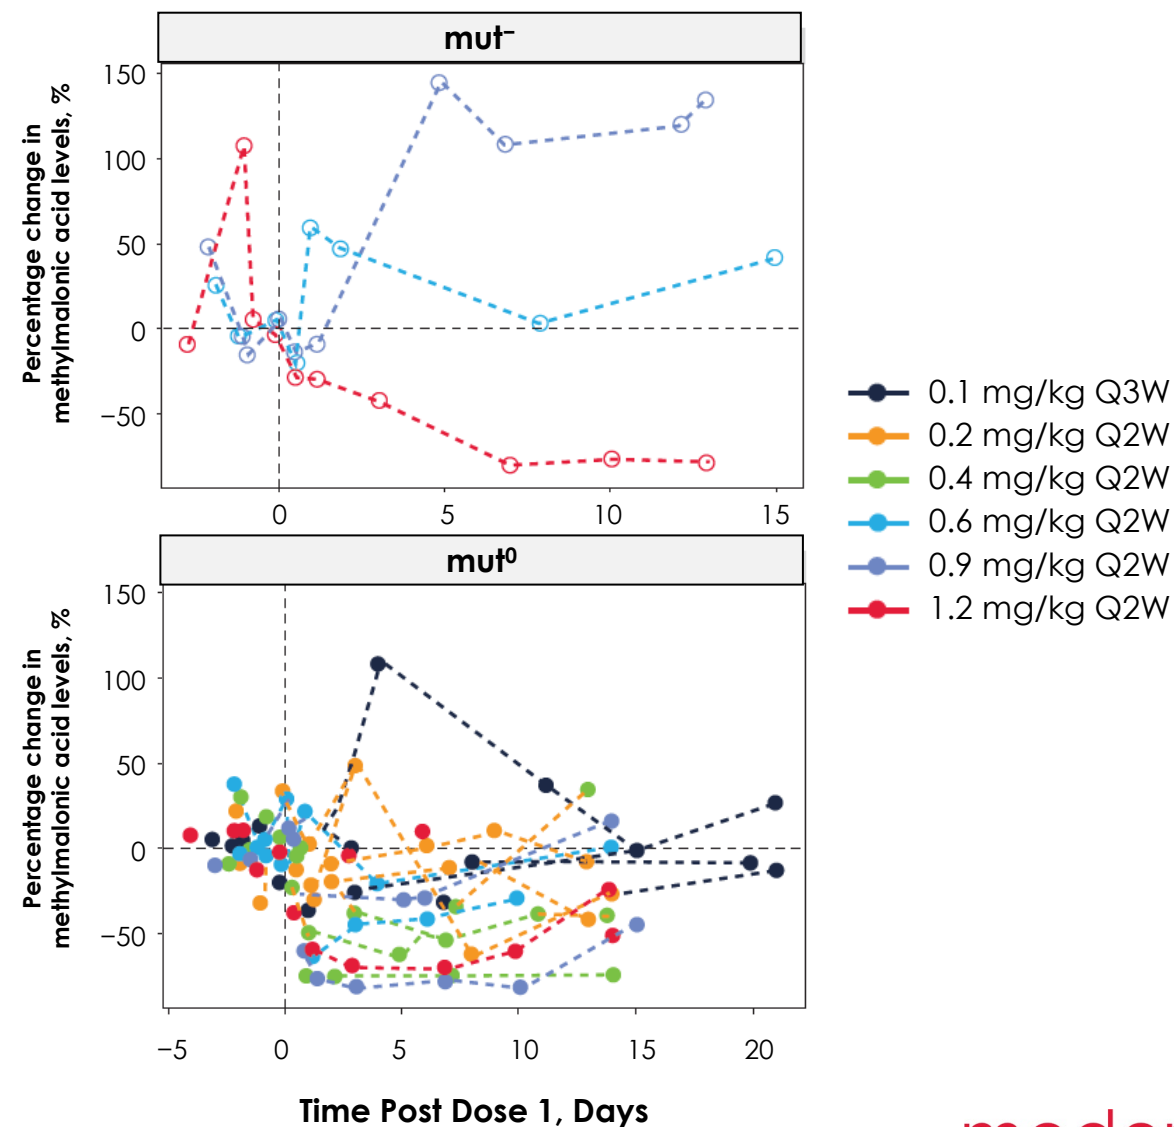 mut⁻
Percentage change in
methylmalonic acid levels, %
150
100
50
0
−50
0
5
10
15
mut⁰
Percentage change in
methylmalonic acid levels, %
150
100
50
0
−50
−5
0
5
10
15
20
Time Post Dose 1, Days
0.1 mg/kg Q3W
0.2 mg/kg Q2W
0.4 mg/kg Q2W
0.6 mg/kg Q2W
0.9 mg/kg Q2W
1.2 mg/kg Q2W